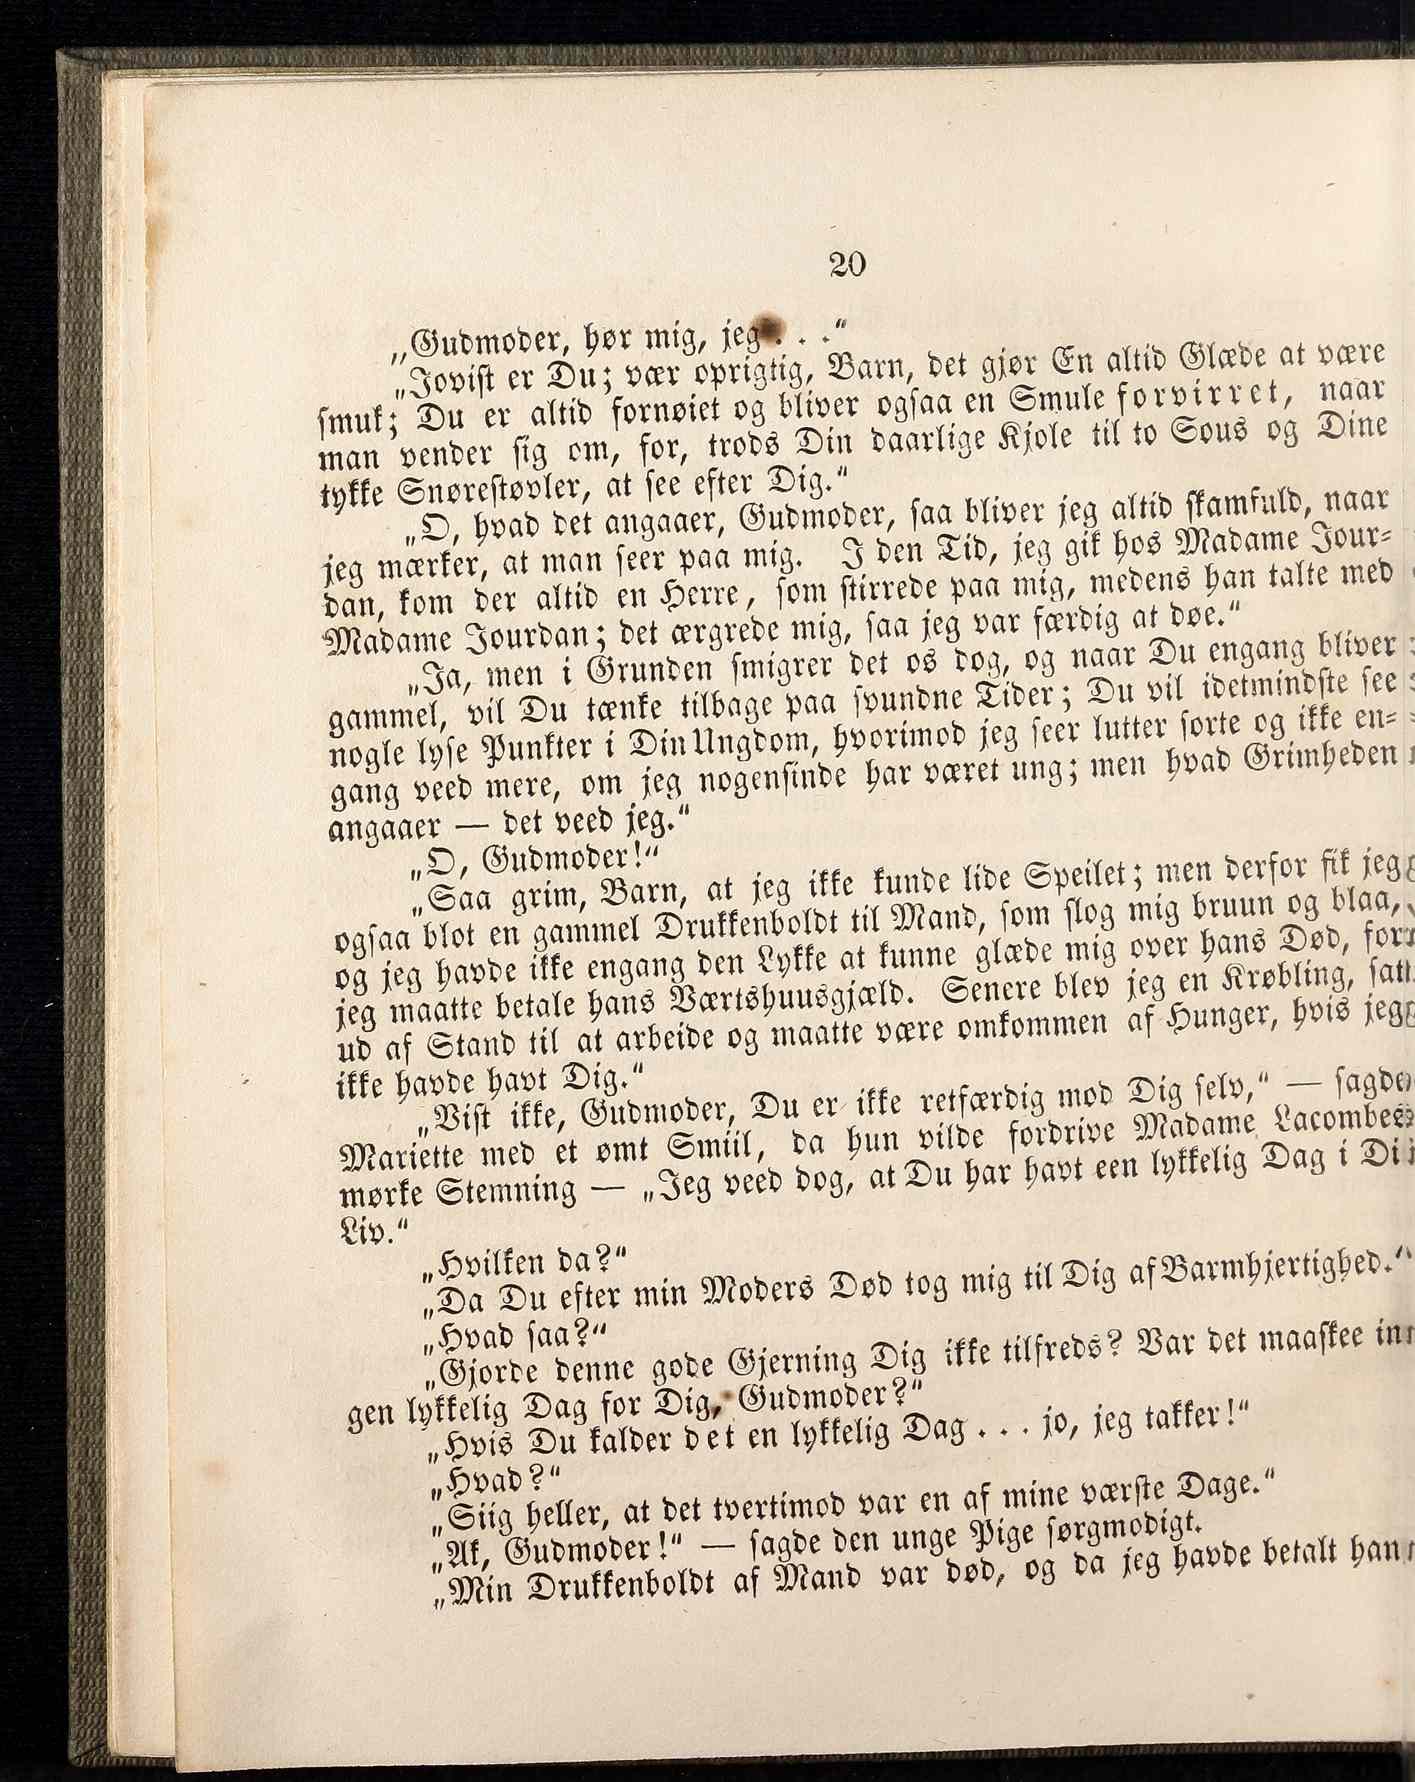 20
„Gudmoder, hør mig, jeg . . .“
„Jovist er Du; vær oprigtig, Barn, det gjør En altid Glæde at være
smuk; Du er altid fornøiet og bliver ogsaa en Smule forvirret, naar
man vender sig om, for, trods Din daarlige Kjole til to Sous og Dine
tykke Snørestøvler, at see efter Dig.“
„O, hvad det angaaer, Gudmoder, saa bliver jeg altid skamfuld, naar
jeg mærker, at man seer paa mig. I den Tid, jeg gik hos Madame Jour-
dan, kom der altid en Herre, som stirrede paa mig, medens han talte med
Madame Jourdan; det ærgrede mig, saa jeg var færdig at døe.“
„Ja, men i Grunden smigrer det os dog, og naar Du engang bliver
gammel, vil Du tænke tilbage paa svundne Tider; Du vil idetmindste see
nogle lyse Punkter i Din Ungdom, hvorimod jeg seer lutter sorte og ikke en-
gang veed mere, om jeg nogensinde har været ung; men hvad Grimheden
angaaer — det veed jeg.“
„O, Gudmoder!“
„Saa grim, Barn, at jeg ikke kunde lide Speilet; men derfor fik jeg
ogsaa blot en gammel Drukkenboldt til Mand, som slog mig bruun og blaa,
og jeg havde ikke engang den Lykke at kunne glæde mig over hans Død, for
jeg maatte betale hans Værtshuusgjæld. Senere blev jeg en Krøbling, sat
ud af Stand til at arbeide og maatte være omkommen af Hunger, hvis jeg
ikke havde havt Dig.“
„Vist ikke, Gudmoder, Du er ikke retfærdig mod Dig selv,“ — sagde
Mariette med et ømt Smiil, da hun vilde fordrive Madame Lacombes
mørke Stemning — „Jeg veed dog, at Du har havt een lykkelig Dag i Di
Liv.“
„Hvilken da?“
„Da Du efter min Moders Død tog mig til Dig af Barmhjertighed.“
„Hvad saa?“
„Gjorde denne gode Gjerning Dig ikke tilfreds? Var det maaskee in
gen lykkelig Dag for Dig, Gudmoder?“
„Hvis Du kalder det en lykkelig Dag . . . jo, jeg takker!“
„Hvad?“
„Siig heller, at det tvertimod var en af mine værste Dage.“
„Ak, Gudmoder!“ — sagde den unge Pige sørgmodigt.
„Min Drukkenboldt af Mand var død, og da jeg havde betalt han